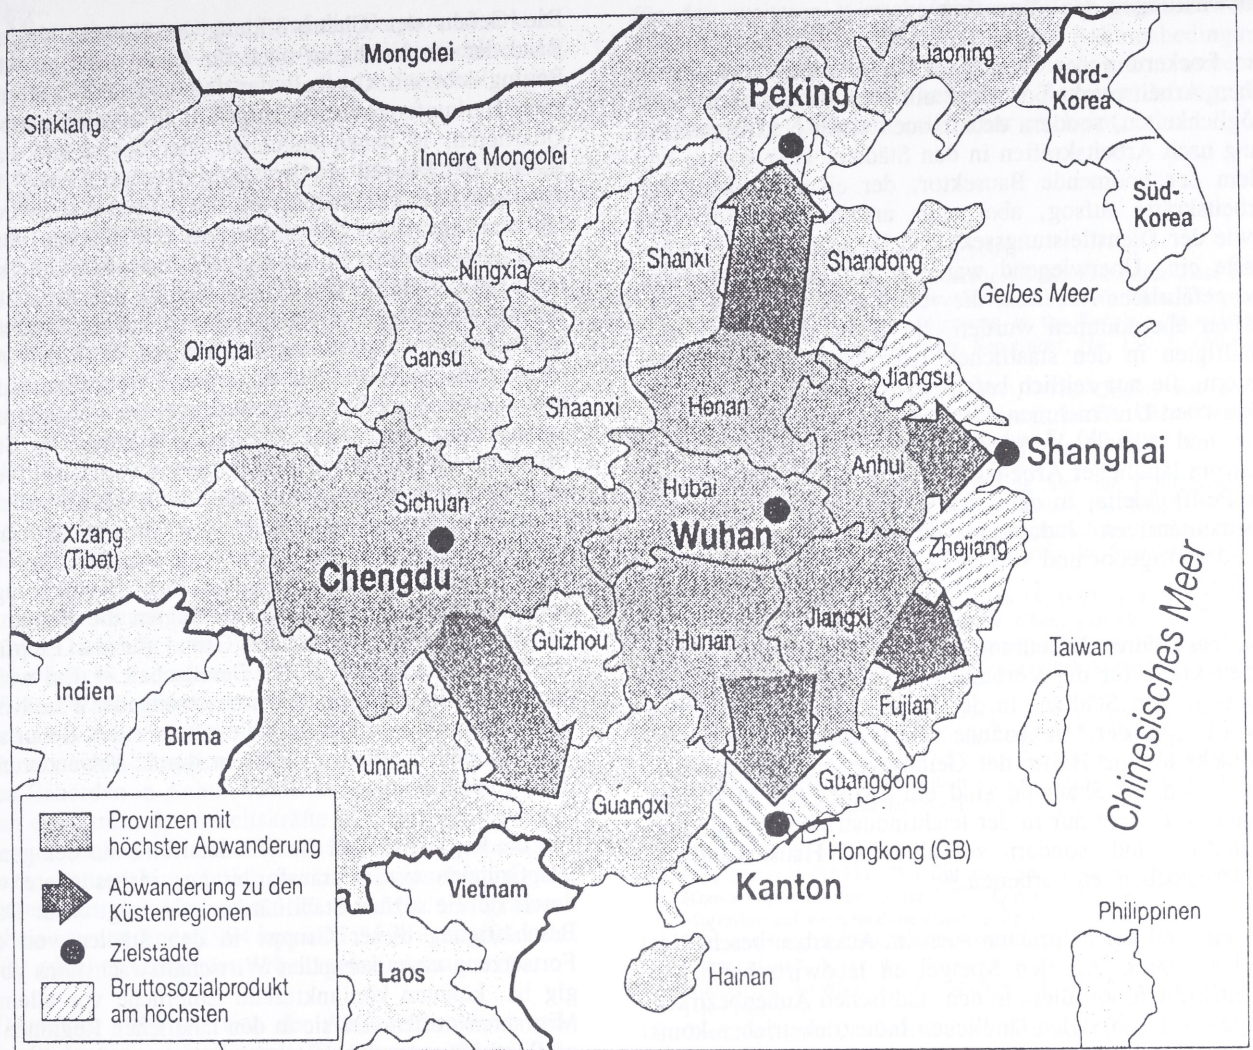 Mongolei
Liaoning
Peking
Nord-
Korea
Sinkiang
Innere Mongolei
Süd-
Korea
Shanxi
Shandong
Ningxia
Gelbes Meer
Qinghai
Gansu
Jiangsu
Shaanxi
Henan
Shanghai
Anhui
Sichuan
Hubai
Xizang
(Tibet)
Wuhan
Zhejiang
Chengdu
Chinesisches Meer
Jiangxi
Guizhou
Hunan
Taiwan
Indien
Fujian
Birma
Yunnan
Guangdong
Guangxi
Provinzen mit
höchster Abwanderung
Hongkong (GB)
Abwanderung zu den
Küstenregionen
Vietnam
Kanton
Philippinen
Zielstädte
Laos
Hainan
Bruttosozialprodukt
am höchsten